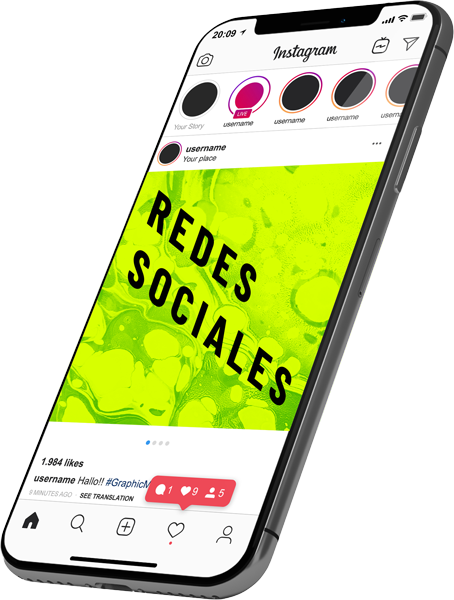 20:09
Instagram
Your Story
LIVE
username
username
username
username
Your place
REDES
SOCIALES
1.984 likes
username Hallo!! #GraphicM
9 MINUTES AGO · SEE TRANSLATION
1 9 5